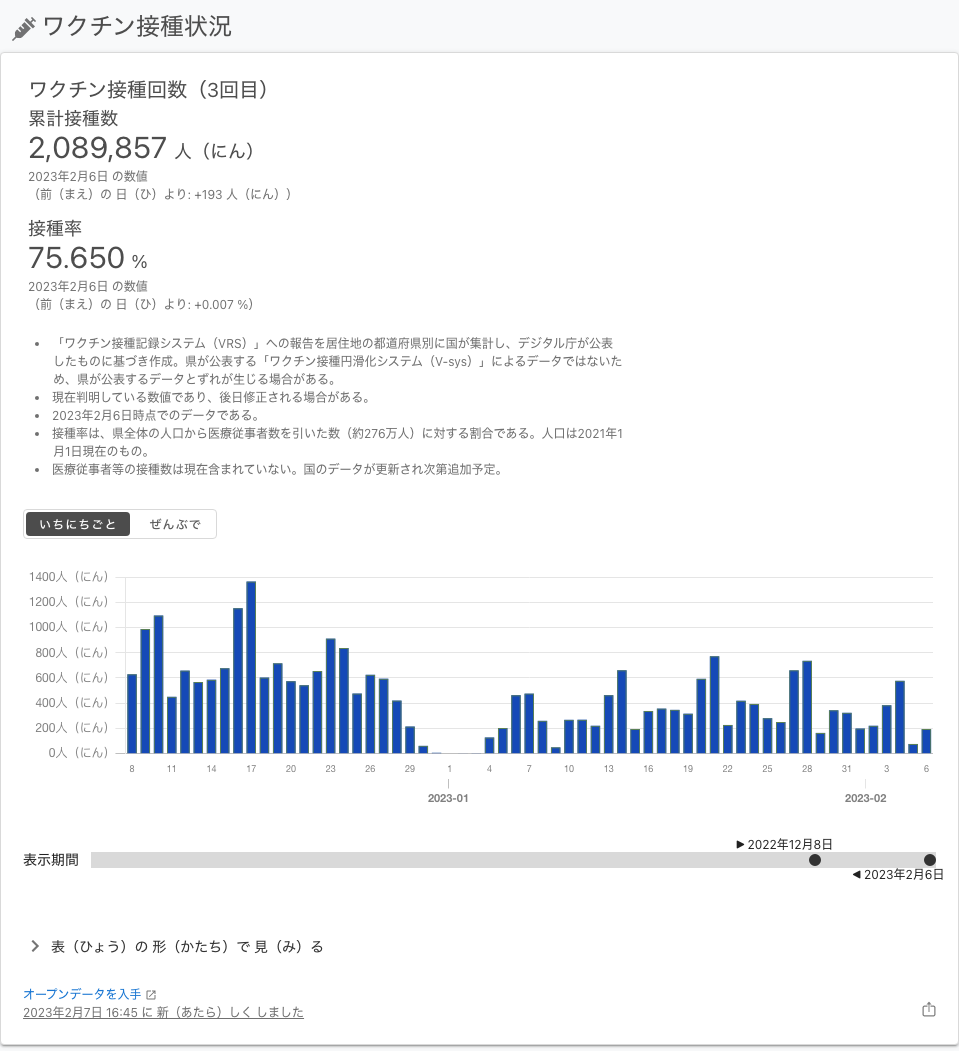 ワクチン接種状況
ワクチン接種回数（3回目）
累計接種数
2,089,857 人（にん）
2023年2月6日 の数値
（前（まえ）の 日（ひ）より: +193 人（にん））
接種率
75.650 %
2023年2月6日 の数値
（前（まえ）の 日（ひ）より: +0.007 %）
• 「ワクチン接種記録システム（VRS）」への報告を居住地の都道府県別に国が集計し、デジタル庁が公表
したものに基づき作成。県が公表する「ワクチン接種円滑化システム（V-sys）」によるデータではないた
め、県が公表するデータとずれが生じる場合がある。
• 現在判明している数値であり、後日修正される場合がある。
• 2023年2月6日時点でのデータである。
• 接種率は、県全体の人口から医療従事者数を引いた数（約276万人）に対する割合である。人口は2021年1
月1日現在のもの。
• 医療従事者等の接種数は現在含まれていない。国のデータが更新され次第追加予定。
いちにちごと ぜんぶで
1400人（にん）
1200人（にん）
1000人（にん）
800人（にん）
600人（にん）
400人（にん）
200人（にん）
0人（にん）
8 11 14 17 20 23 26 29 1 4 7 10 13 16 19 22 25 28 31 3 6
2023-01 2023-02
▶ 2022年12月8日
表示期間
◀ 2023年2月6日
表（ひょう）の 形（かたち）で 見（み）る
オープンデータを入手
2023年2月7日 16:45 に 新（あたら）しく しました